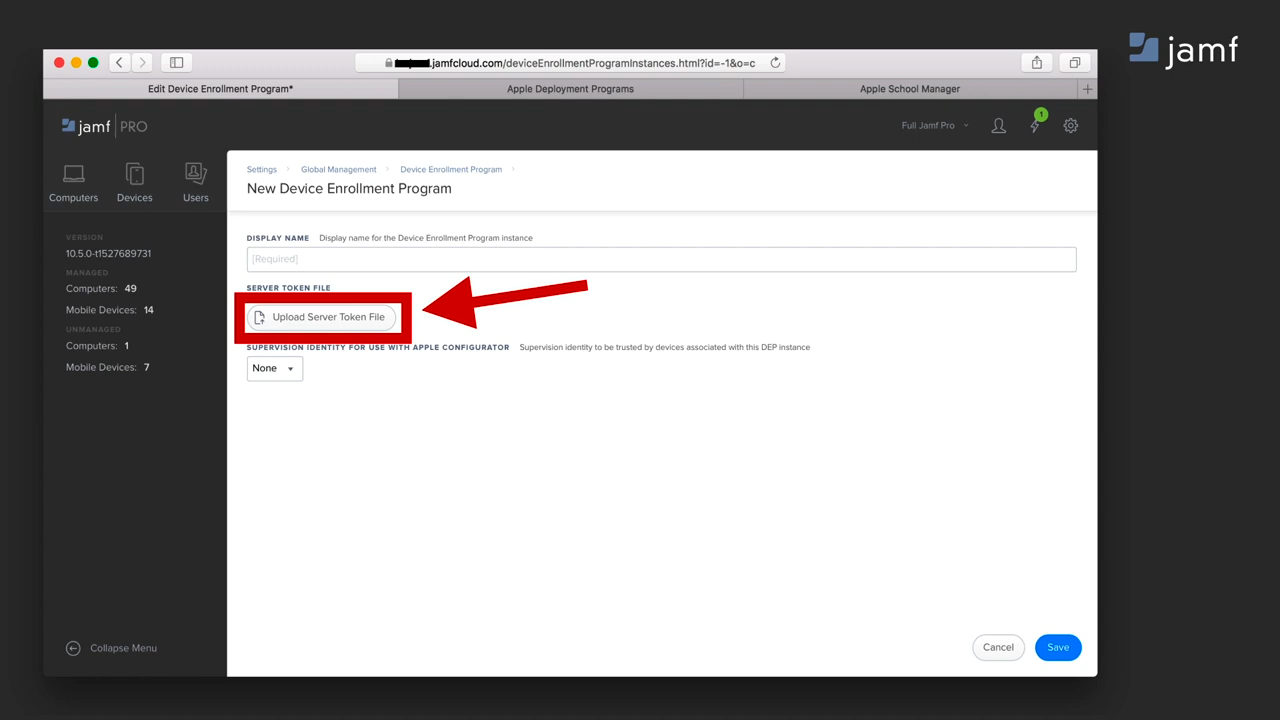 jamf
.jamfcloud.com/deviceEnrollmentProgramInstances.html?id=-1&o=c
Edit Device Enrollment Program* Apple Deployment Programs Apple School Manager +
jamf PRO Full Jamf Pro 1
Computers Devices Users
Settings Global Management Device Enrollment Program
New Device Enrollment Program
VERSION
10.5.0-t1527689731
MANAGED
Computers: 49
Mobile Devices: 14
UNMANAGED
Computers: 1
Mobile Devices: 7
DISPLAY NAME Display name for the Device Enrollment Program instance
[Required]
SERVER TOKEN FILE
Upload Server Token File
SUPERVISION IDENTITY FOR USE WITH APPLE CONFIGURATOR Supervision identity to be trusted by devices associated with this DEP instance
None
Collapse Menu
Cancel Save